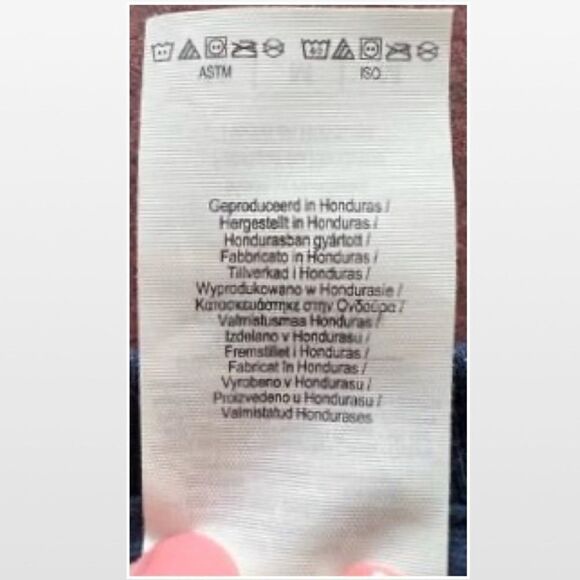 ASTM ISO
Geproduceerd in Honduras /
Hergestellt in Honduras /
Hondurasban gyártott /
Fabbricato in Honduras /
Tillverkad i Honduras /
Wyprodukowano w Hondurasie /
Κατασκευάστηκε στην Ονδούρα /
Valmistusmaa Honduras /
Izdelano v Hondurasu /
Fremstillet i Honduras /
Fabricat în Honduras /
Vyrobeno v Hondurasu /
Proizvedeno u Hondurasu /
Valmistatud Hondurases